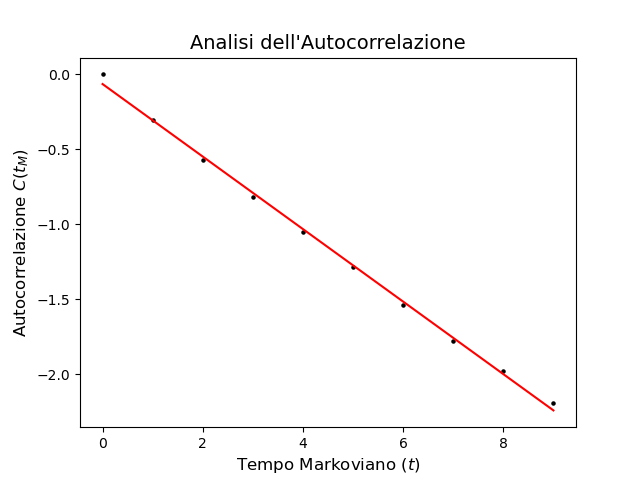 Analisi dell'Autocorrelazione
Autocorrelazione C(t_M)
0.0
−0.5
−1.0
−1.5
−2.0
0 2 4 6 8
Tempo Markoviano (t)